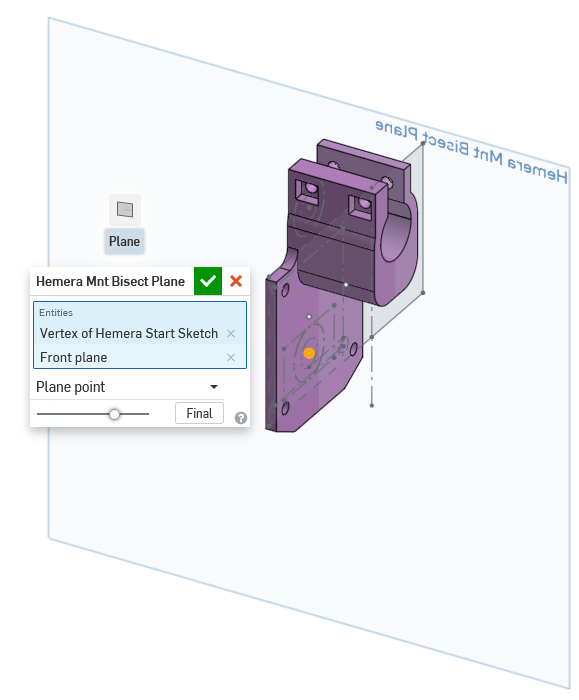 Hemera Mnt Bisect Plane
Plane
Hemera Mnt Bisect Plane
Entities
Vertex of Hemera Start Sketch
Front plane
Plane point
Final
?